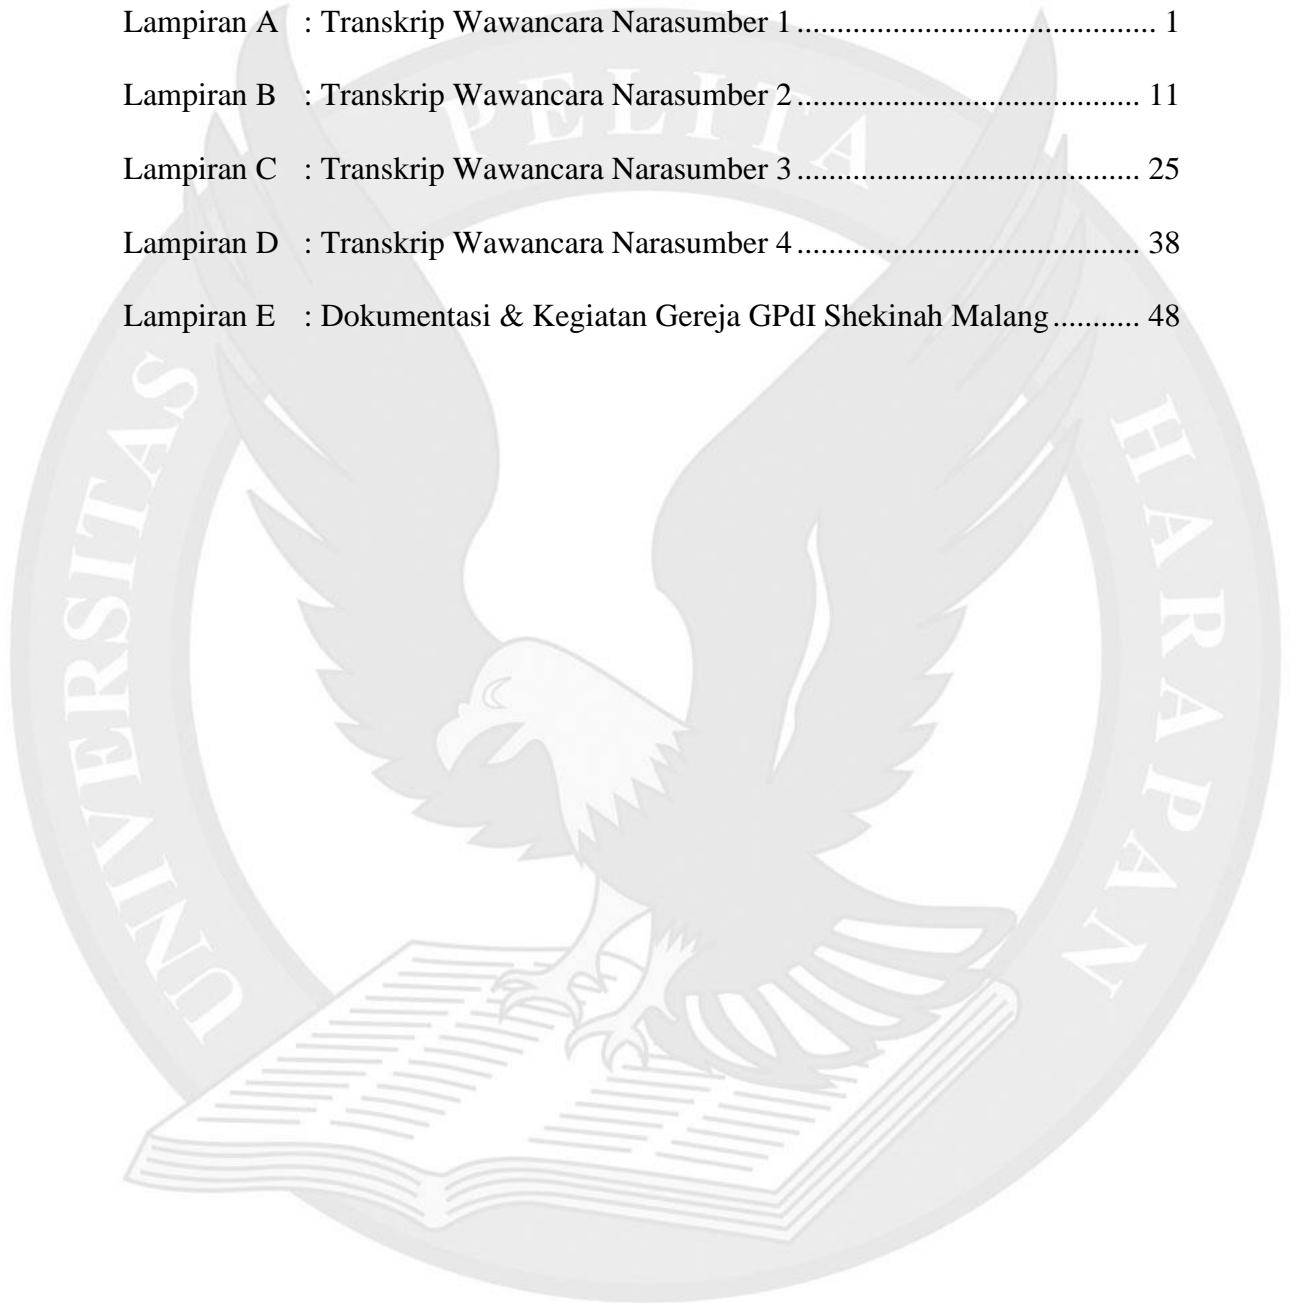 Lampiran A : Transkrip Wawancara Narasumber 1 ....................................... 1
Lampiran B : Transkrip Wawancara Narasumber 2 ..................................... 11
Lampiran C : Transkrip Wawancara Narasumber 3 ..................................... 25
Lampiran D : Transkrip Wawancara Narasumber 4 ..................................... 38
Lampiran E : Dokumentasi & Kegiatan Gereja GPdI Shekinah Malang ........... 48
UNIVERSITAS PELITA HARAPAN